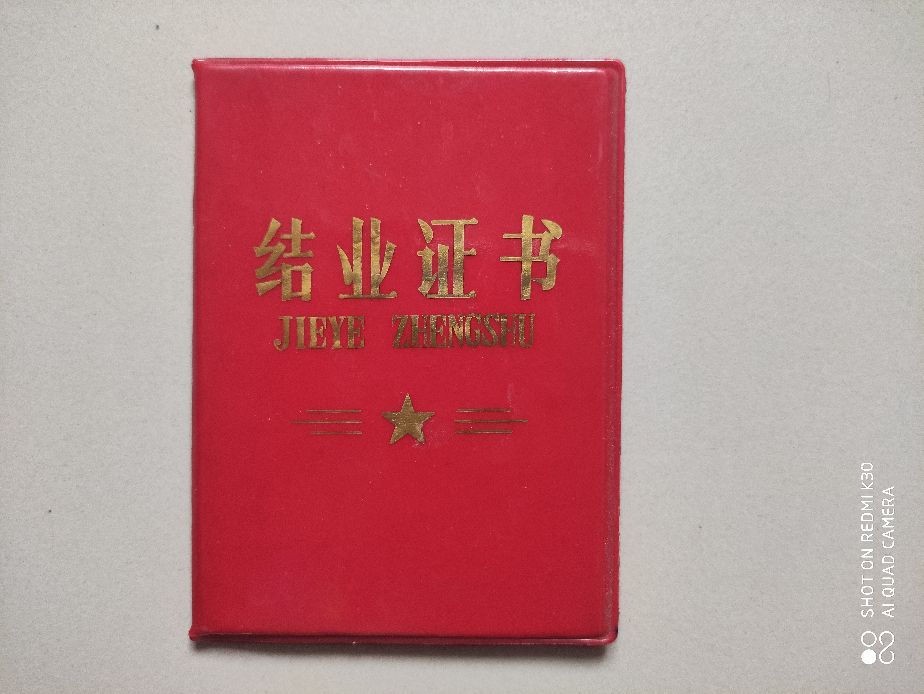 结业证书
JIEYE ZHENGSHU
SHOT ON REDMI K30
AI QUAD CAMERA